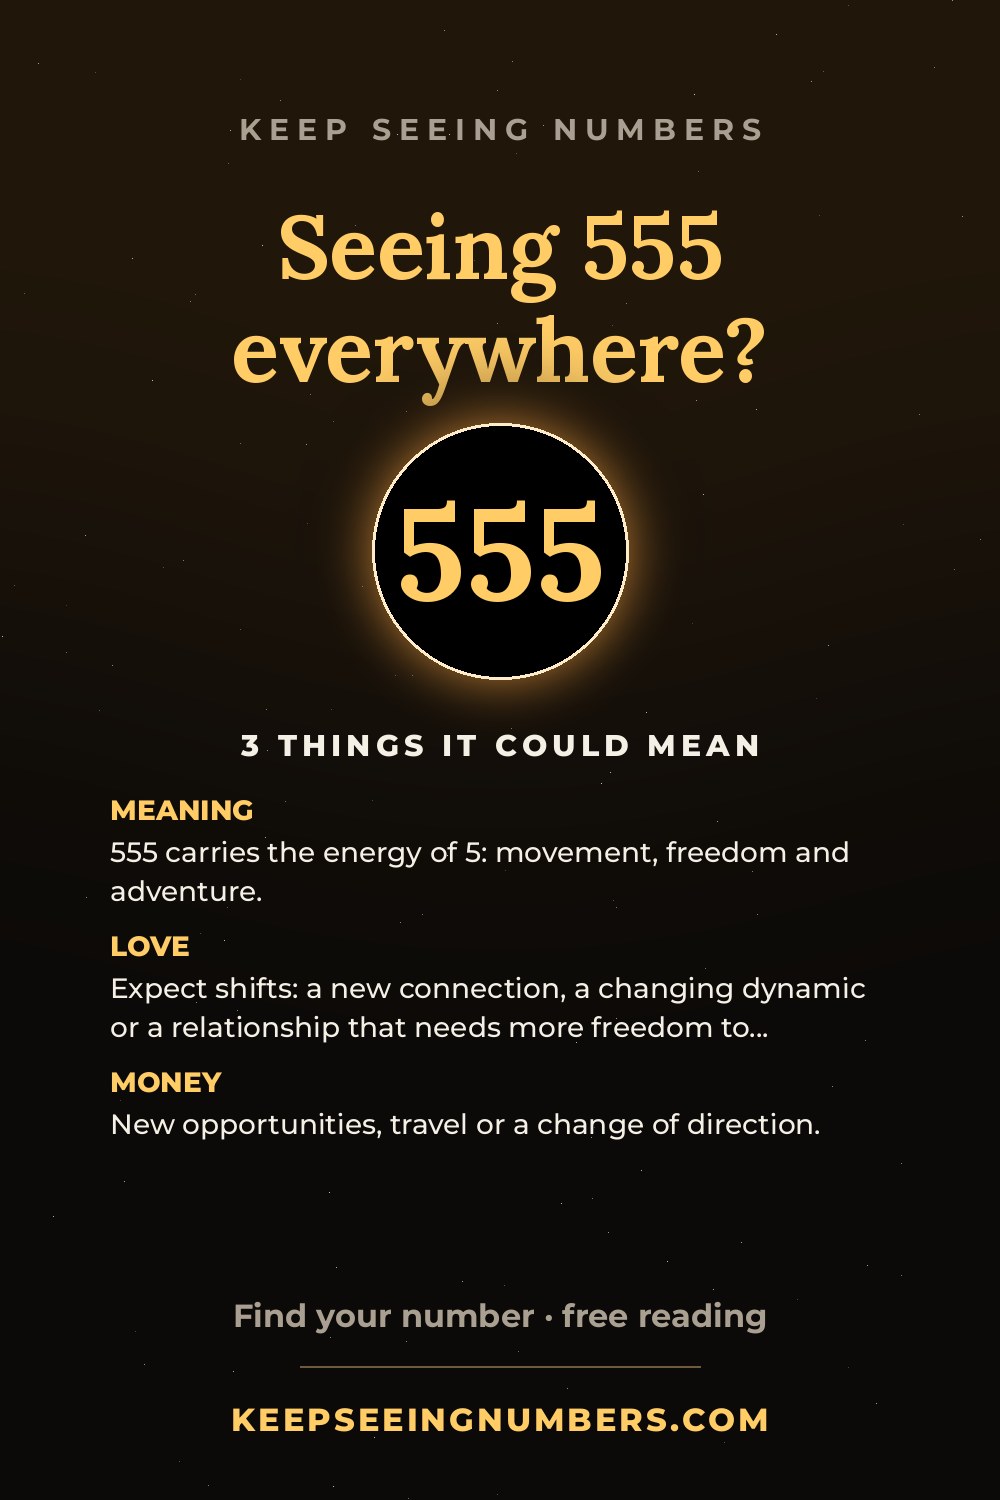 KEEP SEEING NUMBERS
Seeing 555
everywhere?
555
3 THINGS IT COULD MEAN
MEANING
555 carries the energy of 5: movement, freedom and
adventure.
LOVE
Expect shifts: a new connection, a changing dynamic
or a relationship that needs more freedom to...
MONEY
New opportunities, travel or a change of direction.
Find your number · free reading
KEEPSEEINGNUMBERS.COM